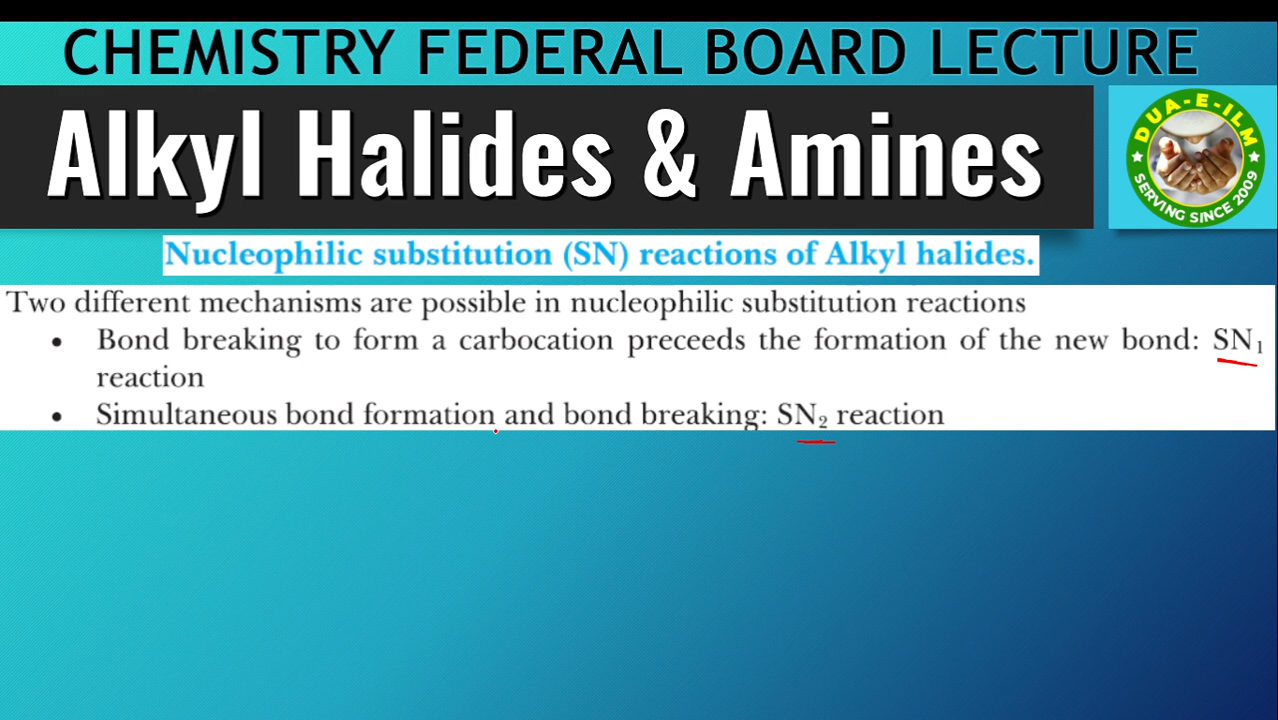 CHEMISTRY FEDERAL BOARD LECTURE
Alkyl Halides & Amines
DUA-E-ILM
SERVING SINCE 2009
Nucleophilic substitution (SN) reactions of Alkyl halides.
Two different mechanisms are possible in nucleophilic substitution reactions
• Bond breaking to form a carbocation preceeds the formation of the new bond: SN₁
reaction
• Simultaneous bond formation and bond breaking: SN₂ reaction